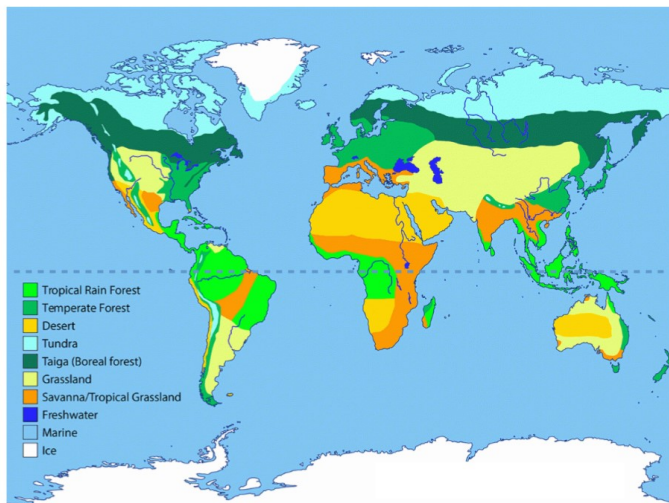 Tropical Rain Forest
Temperate Forest
Desert
Tundra
Taiga (Boreal forest)
Grassland
Savanna/Tropical Grassland
Freshwater
Marine
Ice